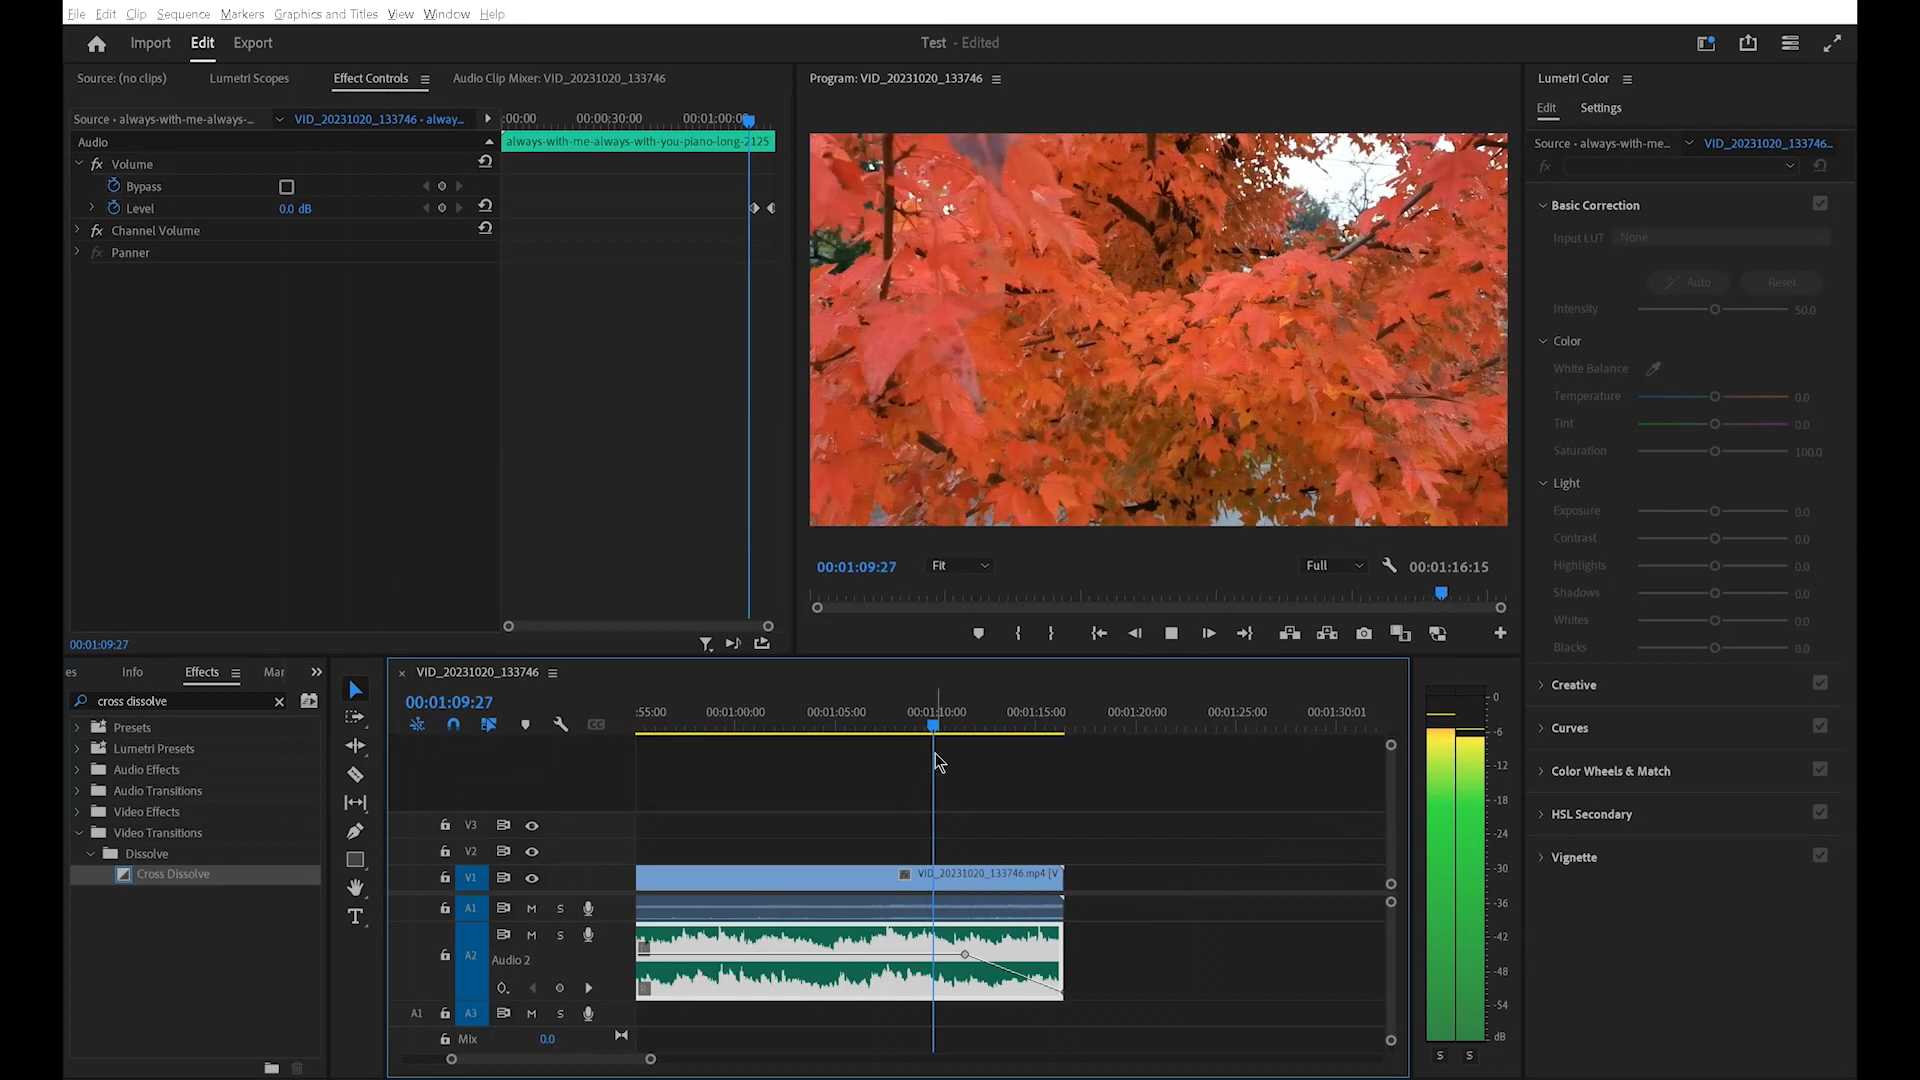 File Edit Clip Sequence Markers Graphics and Titles View Window Help
Import Edit Export
Test - Edited
Source: (no clips) Lumetri Scopes Effect Controls Audio Clip Mixer: VID_20231020_133746
Program: VID_20231020_133746
Lumetri Color
Edit Settings
Source • always-with-me-always-... VID_20231020_133746 • alway...
:00:00 00:00:30:00 00:01:00:00
Audio
always-with-me-always-with-you-piano-long-2125
fx Volume
Bypass
Level 0.0 dB
fx Channel Volume
fx Panner
00:01:09:27
00:01:09:27 Fit Full 00:01:16:15
Source • always-with-me... VID_20231020_133746...
fx
Basic Correction
Input LUT None
Auto Reset
Intensity 50.0
Color
White Balance
Temperature 0.0
Tint 0.0
Saturation 100.0
Light
Exposure 0.0
Contrast 0.0
Highlights 0.0
Shadows 0.0
Whites 0.0
Blacks 0.0
Creative
Curves
Color Wheels & Match
HSL Secondary
Vignette
es Info Effects Mar
cross dissolve
Presets
Lumetri Presets
Audio Effects
Audio Transitions
Video Effects
Video Transitions
Dissolve
Cross Dissolve
VID_20231020_133746
00:01:09:27
:55:00 00:01:00:00 00:01:05:00 00:01:10:00 00:01:15:00 00:01:20:00 00:01:25:00 00:01:30:01
CC
V3
V2
V1 VID_20231020_133746.mp4 [V
A1 M S
M S
A2 Audio 2
A1 A3 M S
Mix 0.0
0
-6
-12
-18
-24
-30
-36
-42
-48
-54
dB
S S